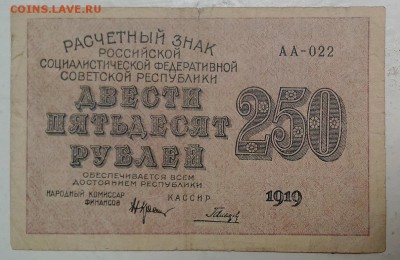 COINS.LAVE.RU
РАСЧЕТНЫЙ ЗНАК
РОССИЙСКОЙ
СОЦИАЛИСТИЧЕСКОЙ ФЕДЕРАТИВНОЙ
СОВЕТСКОЙ РЕСПУБЛИКИ
АА-022
ДВЕСТИ
ПЯТЬДЕСЯТ
РУБЛЕЙ
250
ОБЕСПЕЧИВАЕТСЯ ВСЕМ
ДОСТОЯНИЕМ РЕСПУБЛИКИ
НАРОДНЫЙ КОМИССАР
ФИНАНСОВ
КАССИР
1919